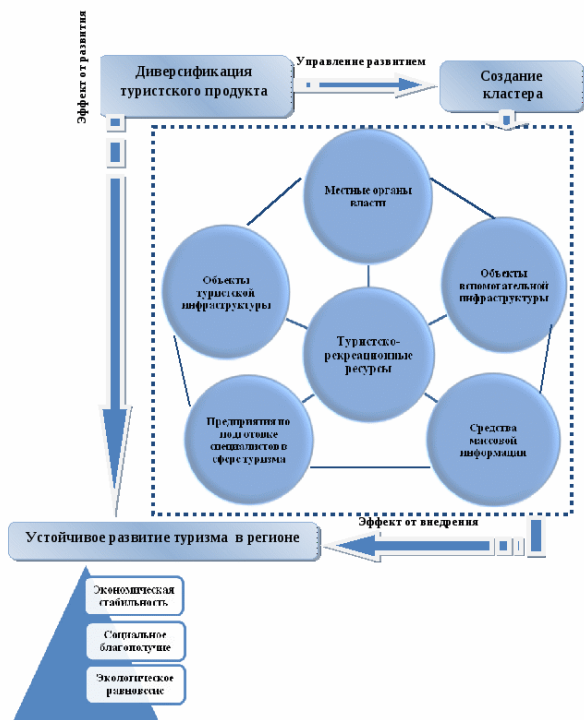 Эффект от развития
Диверсификация
туристского продукта
Управление развитием
Создание
кластера
Местные органы
власти
Объекты
туристской
инфраструктуры
Объекты
вспомогательной
инфраструктуры
Туристско-
рекреационные
ресурсы
Предприятия по
подготовке
специалистов в
сфере туризма
Средства
массовой
информации
Эффект от внедрения
Устойчивое развитие туризма в регионе
Экономическая
стабильность
Социальное
благополучие
Экологическое
равновесие